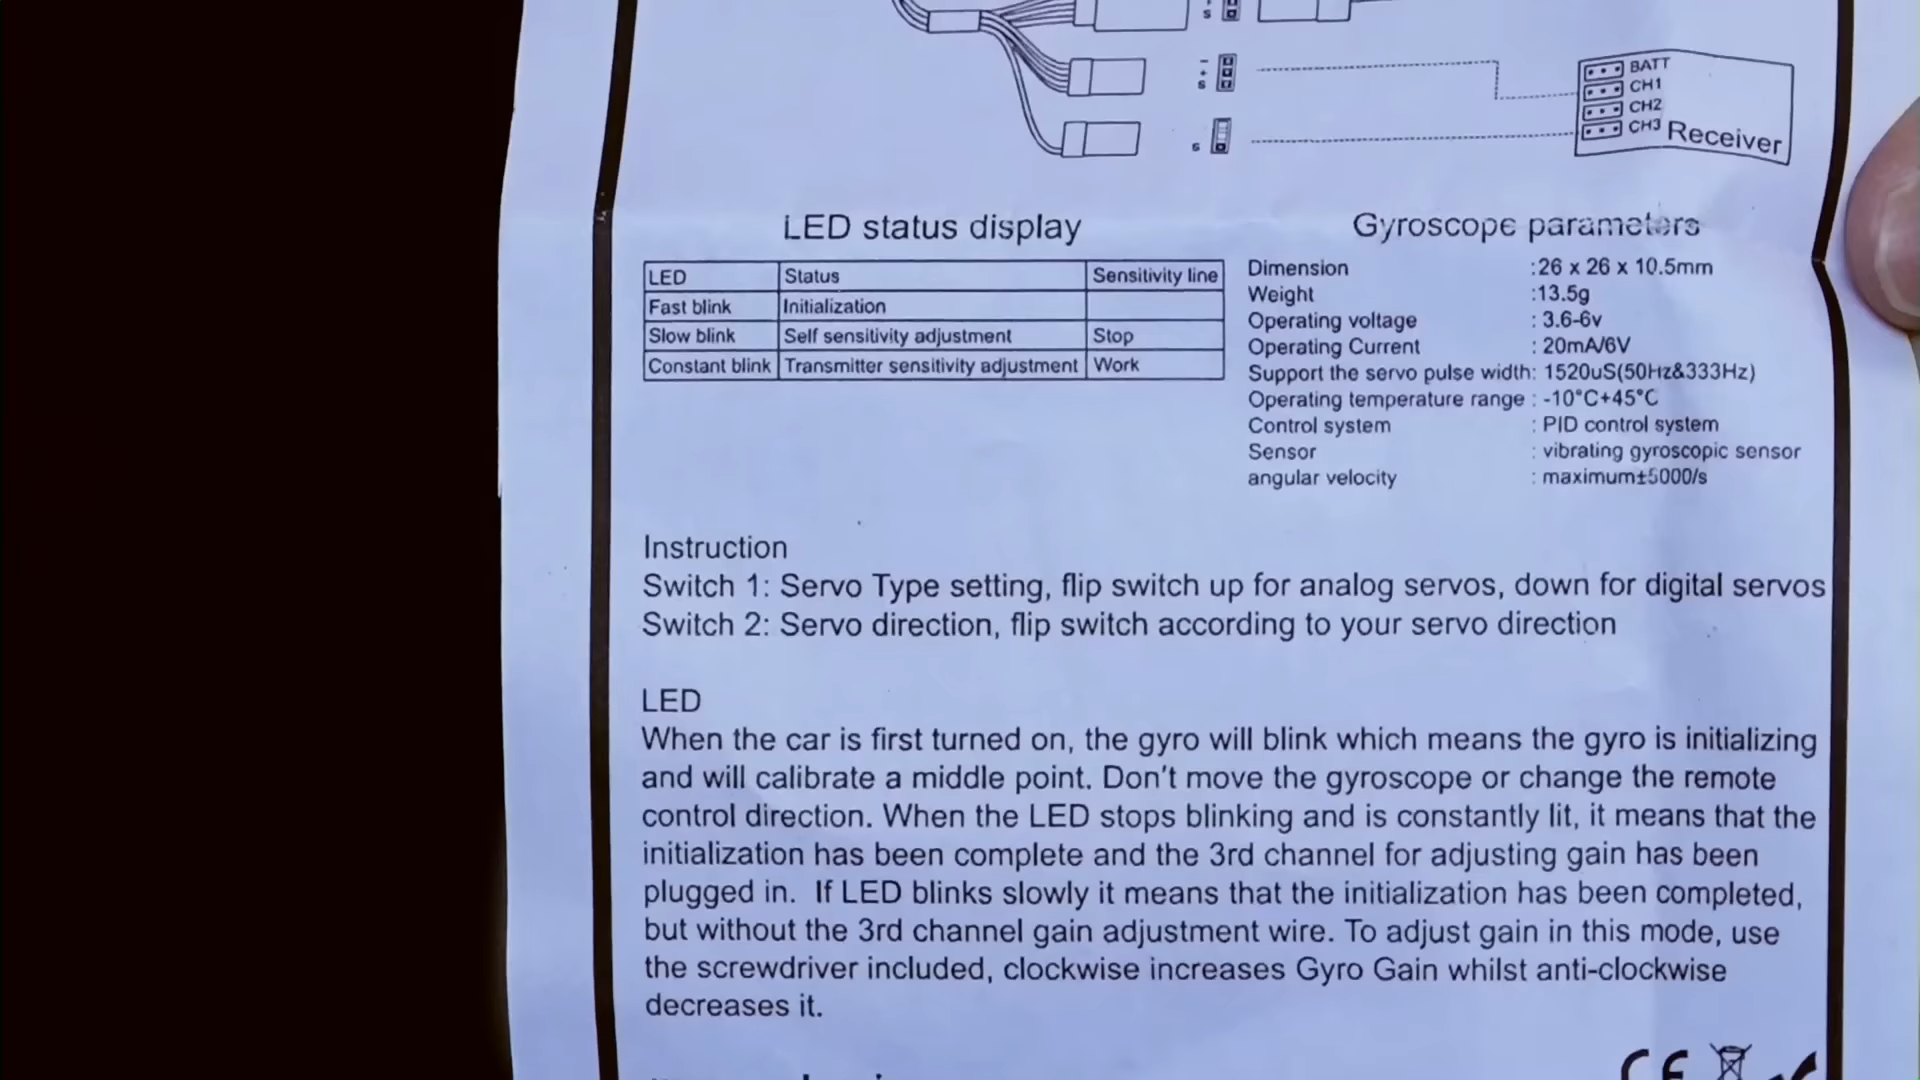 S
BATT
- + S
CH1
CH2
CH3 Receiver
S
LED status display
LED Status Sensitivity line
Fast blink Initialization
Slow blink Self sensitivity adjustment Stop
Constant blink Transmitter sensitivity adjustment Work
Gyroscope parameters
Dimension :26 x 26 x 10.5mm
Weight :13.5g
Operating voltage : 3.6-6v
Operating Current : 20mA/6V
Support the servo pulse width: 1520uS(50Hz&333Hz)
Operating temperature range : -10°C+45°C
Control system : PID control system
Sensor : vibrating gyroscopic sensor
angular velocity : maximum±5000/s
Instruction
Switch 1: Servo Type setting, flip switch up for analog servos, down for digital servos
Switch 2: Servo direction, flip switch according to your servo direction
LED
When the car is first turned on, the gyro will blink which means the gyro is initializing
and will calibrate a middle point. Don't move the gyroscope or change the remote
control direction. When the LED stops blinking and is constantly lit, it means that the
initialization has been complete and the 3rd channel for adjusting gain has been
plugged in. If LED blinks slowly it means that the initialization has been completed,
but without the 3rd channel gain adjustment wire. To adjust gain in this mode, use
the screwdriver included, clockwise increases Gyro Gain whilst anti-clockwise
decreases it.
CE